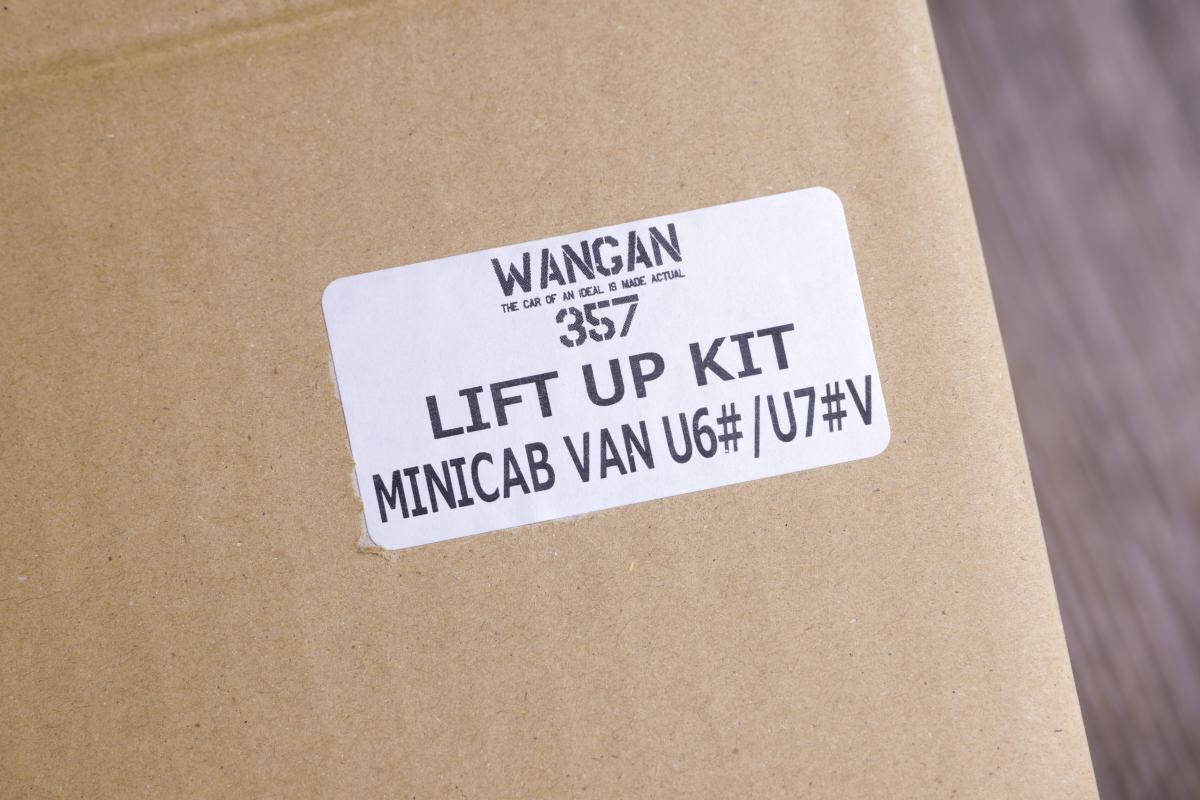 WANGAN
THE CAR OF AN IDEAL IS MADE ACTUAL
357
LIFT UP KIT
MINICAB VAN U6#/U7#V